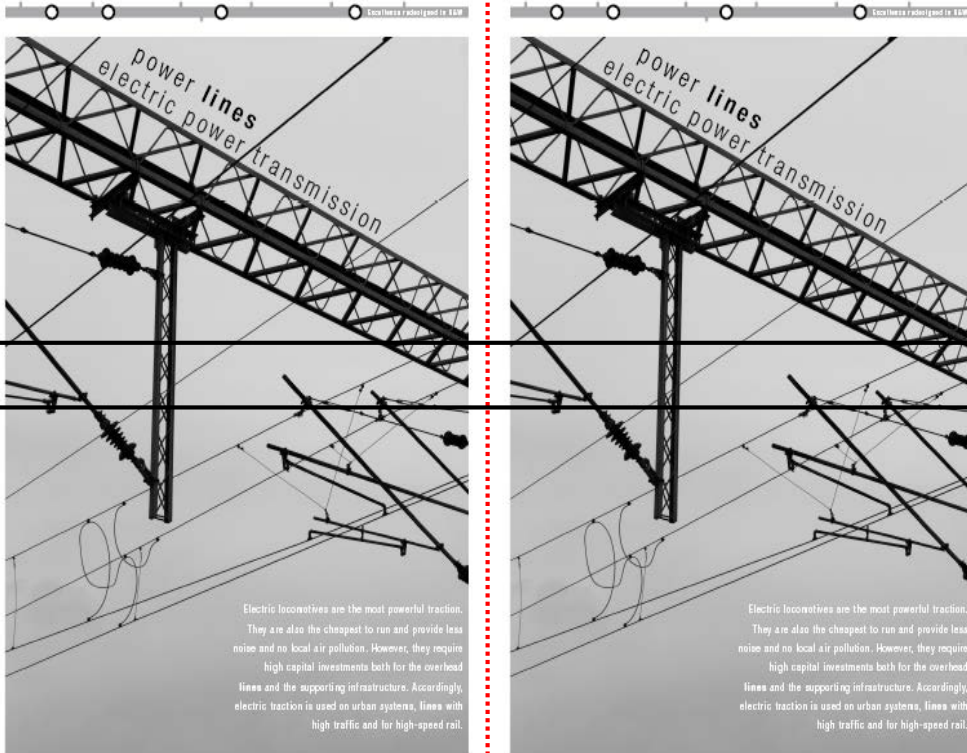 Excellence redesigned in B&W
power lines
electric power transmission
Electric locomotives are the most powerful traction.
They are also the cheapest to run and provide less
noise and no local air pollution. However, they require
high capital investments both for the overhead
lines and the supporting infrastructure. Accordingly,
electric traction is used on urban systems, lines with
high traffic and for high-speed rail.
Excellence redesigned in B&W
power lines
electric power transmission
Electric locomotives are the most powerful traction.
They are also the cheapest to run and provide less
noise and no local air pollution. However, they require
high capital investments both for the overhead
lines and the supporting infrastructure. Accordingly,
electric traction is used on urban systems, lines with
high traffic and for high-speed rail.